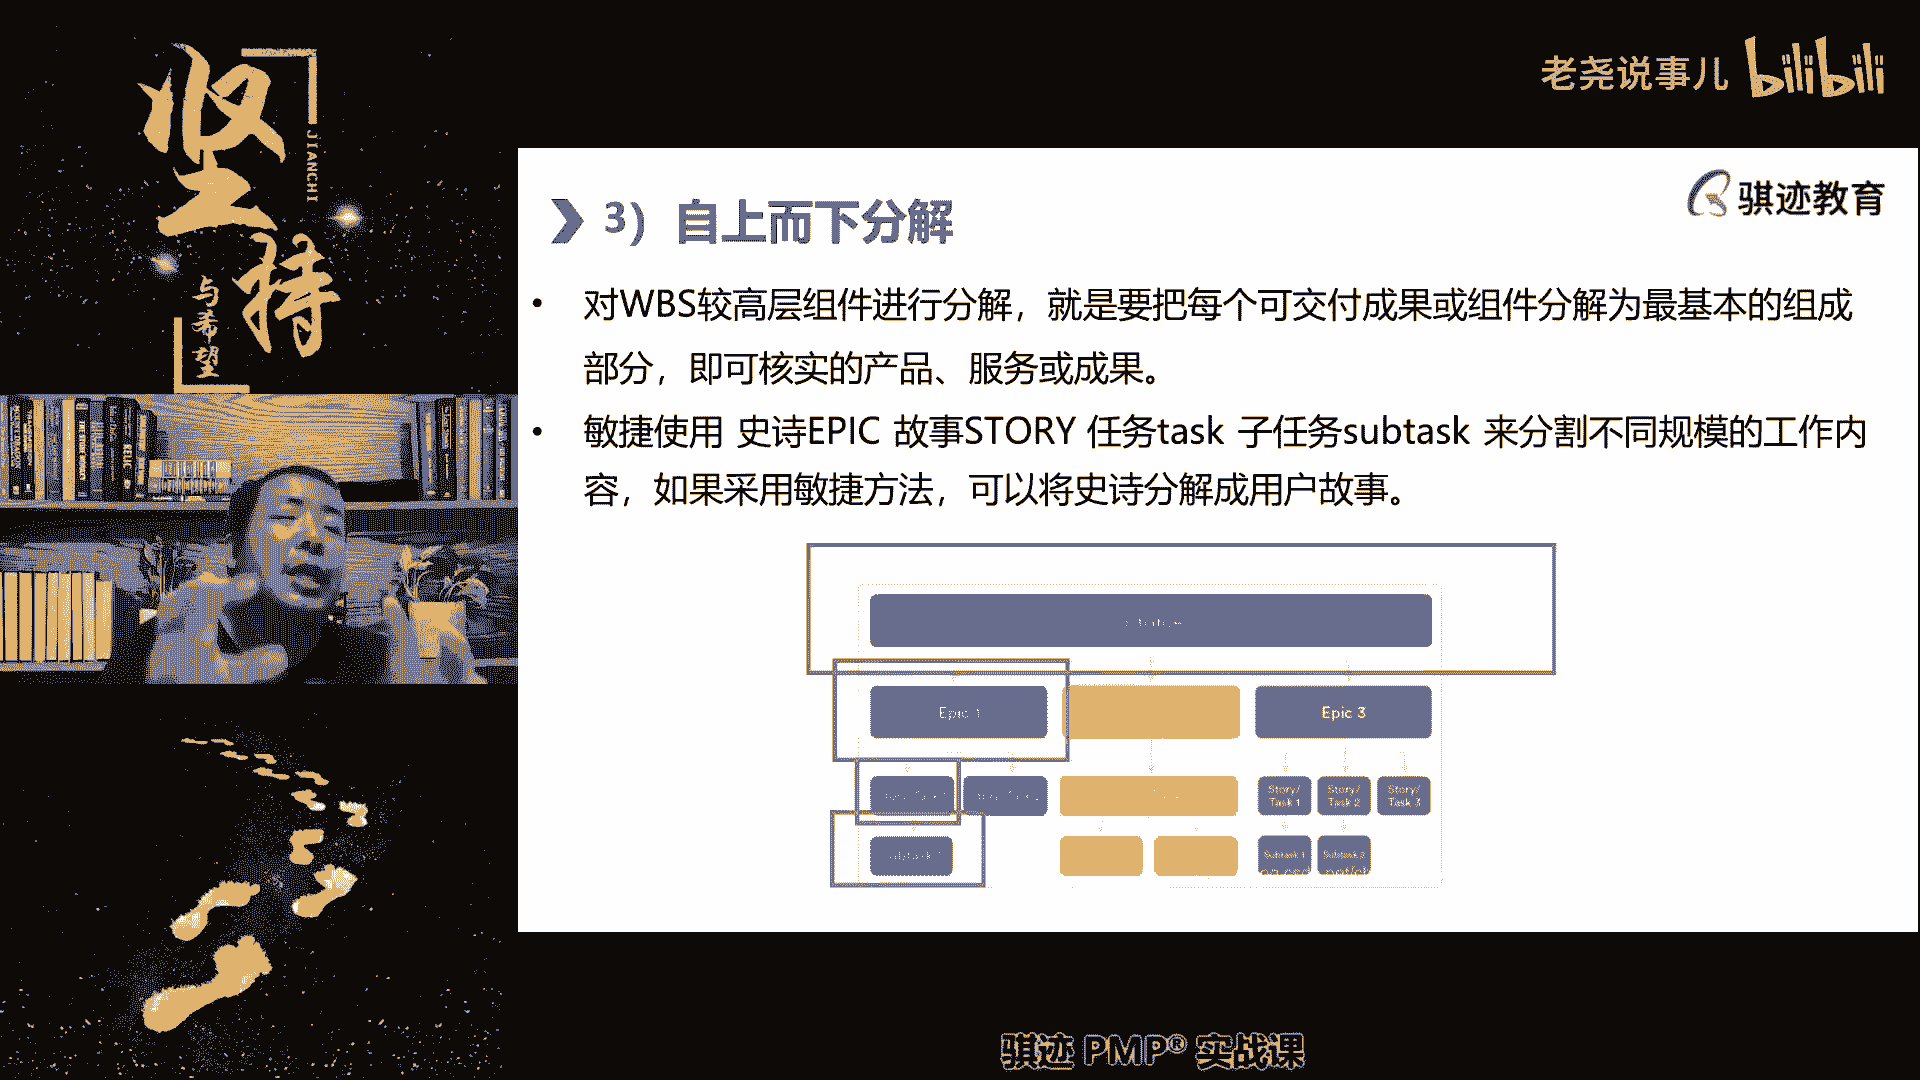 坚持
JIANCHI
与希望
老尧说事儿 bilibili
骐迹教育
3）自上而下分解
• 对WBS较高层组件进行分解，就是要把每个可交付成果或组件分解为最基本的组成
部分，即可核实的产品、服务或成果。
• 敏捷使用 史诗EPIC 故事STORY 任务task 子任务subtask 来分割不同规模的工作内
容，如果采用敏捷方法，可以将史诗分解成用户故事。
Epic 1
Epic 3
Story/
Task 1
Story/
Task 2
Story/
Task 3
Subtask 1
Subtask 2
骐迹 PMP® 实战课